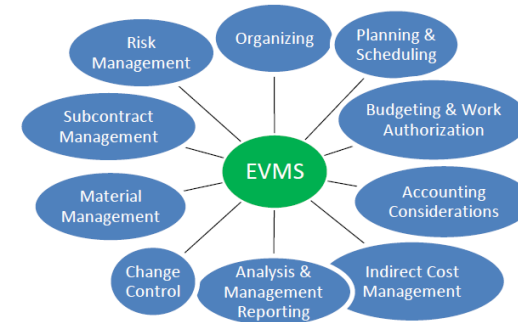 Organizing
Planning &
Scheduling
Budgeting & Work
Authorization
Accounting
Considerations
Indirect Cost
Management
Analysis &
Management
Reporting
Change
Control
Material
Management
Subcontract
Management
Risk
Management
EVMS